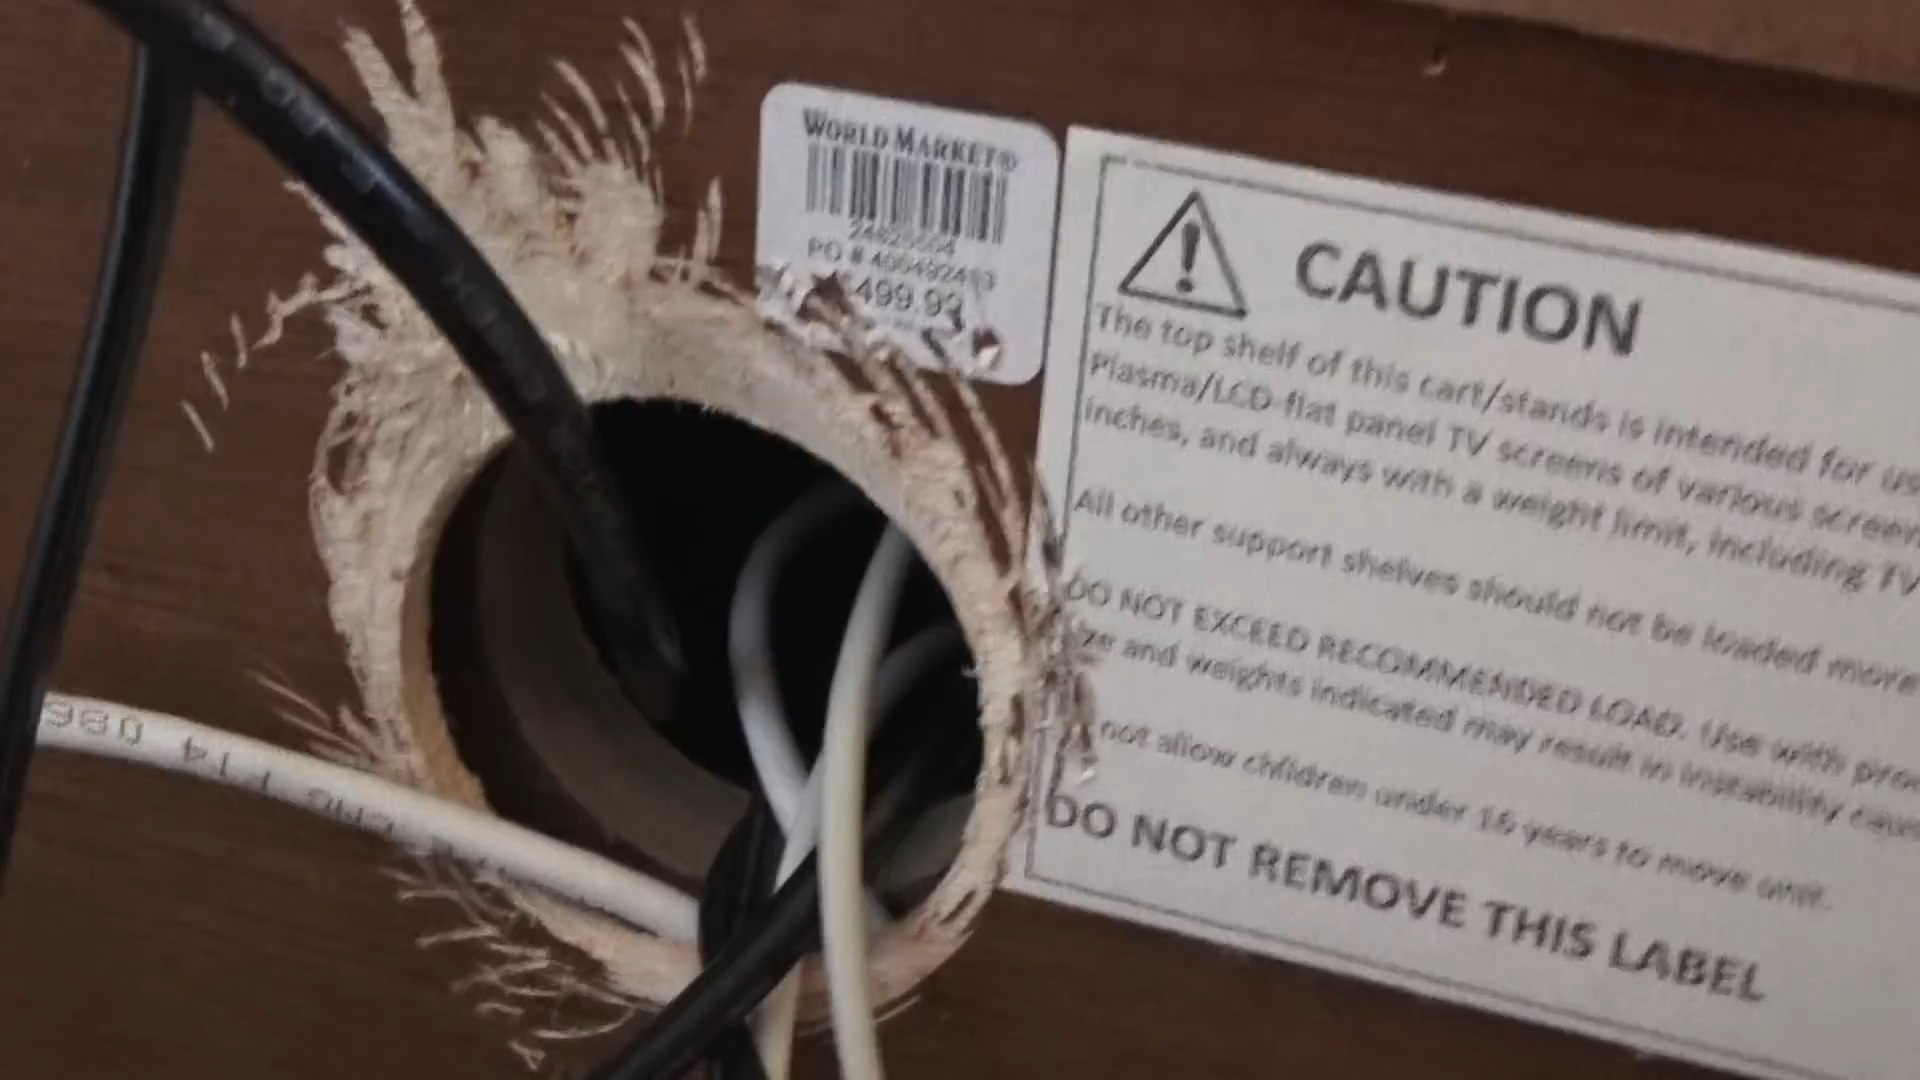 WORLD MARKET®
PO # 400492493
499.99
CAUTION
The top shelf of this cart/stands is intended for us
Plasma/LCD flat panel TV screens of various screen
inches, and always with a weight limit, including TV
All other support shelves should not be loaded more
DO NOT EXCEED RECOMMENDED LOAD. Use with
and weights indicated may result in instability
not allow children under 16 years to move unit.
DO NOT REMOVE THIS LABEL